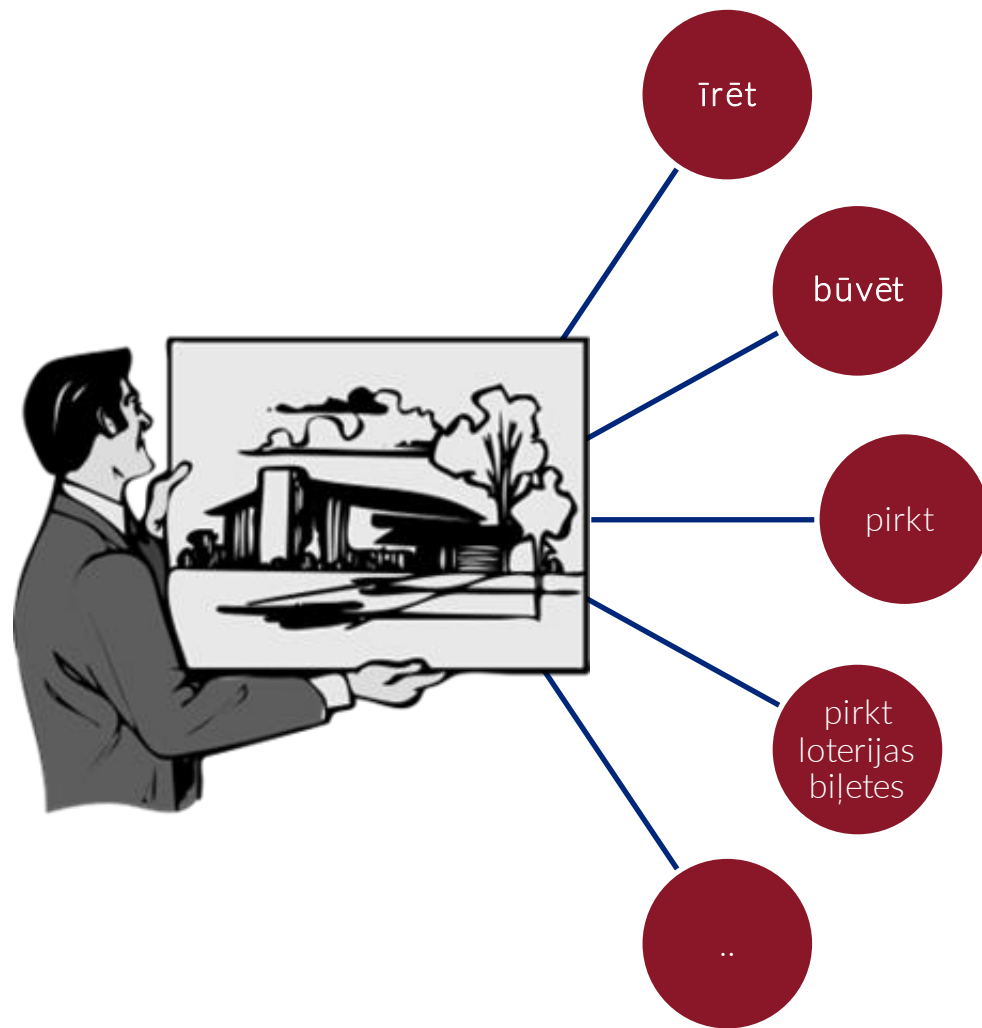 īrēt
būvēt
pirkt
pirkt
loterijas
biļetes
..